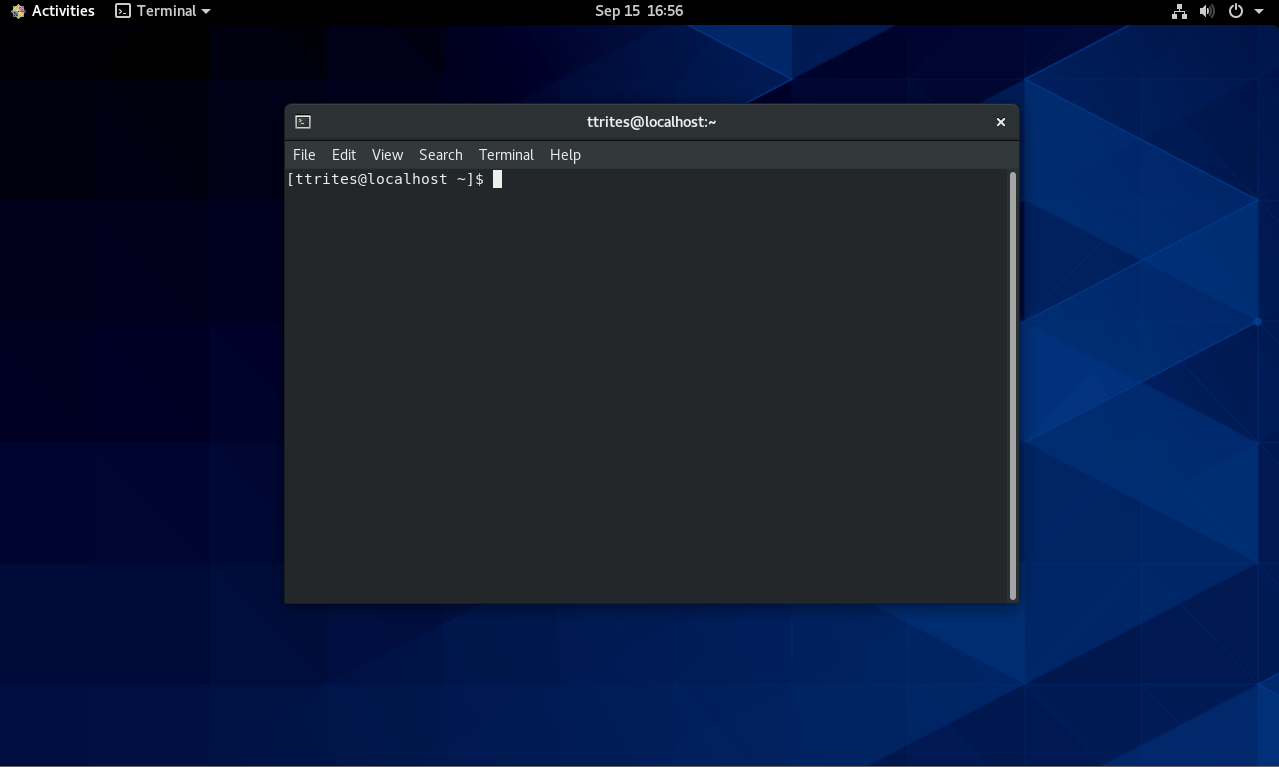 Activities Terminal Sep 15 16:56
ttrites@localhost:~
File Edit View Search Terminal Help
[ttrites@localhost ~]$